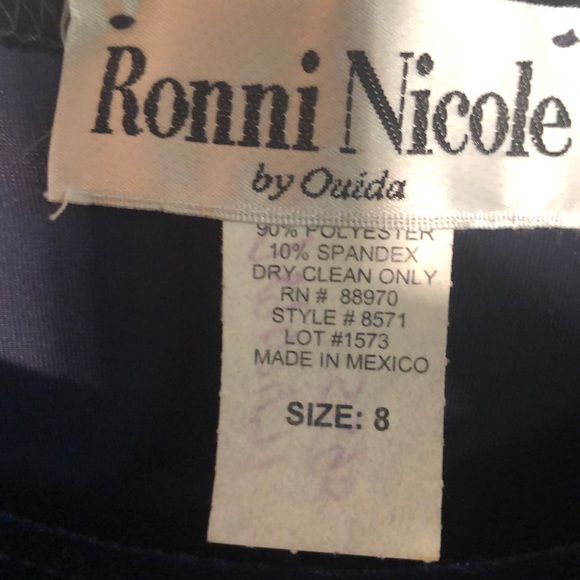 Ronni Nicole
by Ouida
90% POLYESTER
10% SPANDEX
DRY CLEAN ONLY
RN # 88970
STYLE # 8571
LOT #1573
MADE IN MEXICO
SIZE: 8